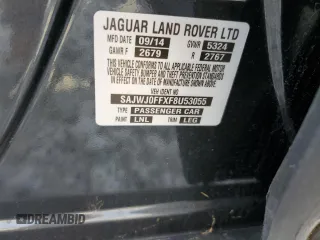 JAGUAR LAND ROVER LTD
MFD DATE 09/14 GVWR 5324
GAWR F 2679 R 2767
THIS VEHICLE CONFORMS TO ALL APPLICABLE FEDERAL MOTOR
VEHICLE SAFETY BUMPER AND THEFT PREVENTION STANDARDS
IN EFFECT ON THE DATE OF MANUFACTURE SHOWN ABOVE.
VEH IDENT NO
SAJWJ0FFXF8U53055
TYPE PASSENGER CAR
PAINT LNL TRIM LEG
DREAMBID.COM